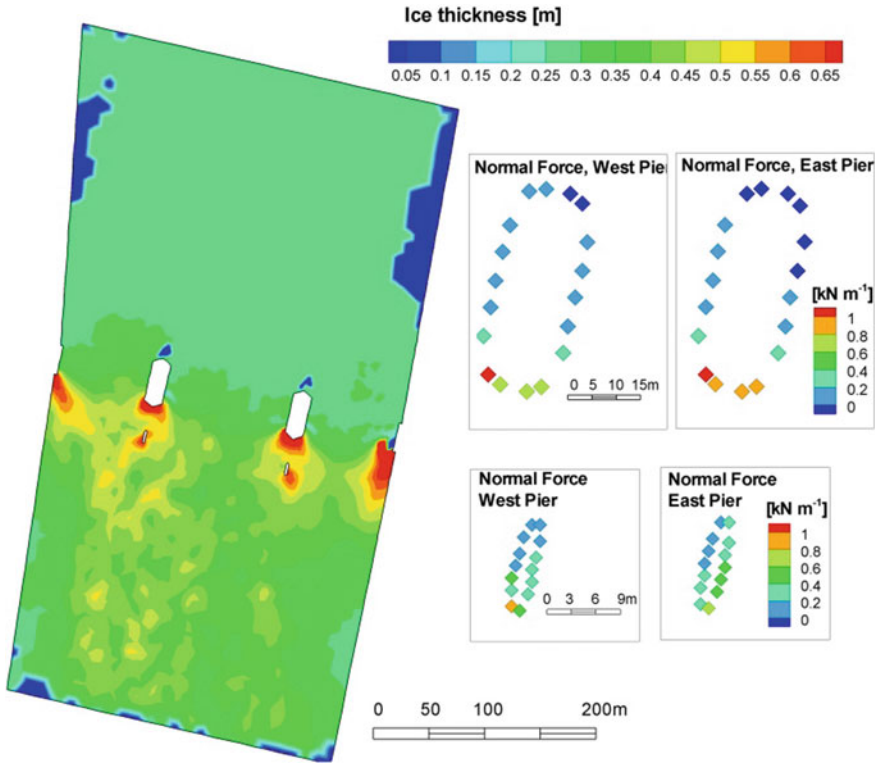 Ice thickness [m]
0.05 0.1 0.15 0.2 0.25 0.3 0.35 0.4 0.45 0.5 0.55 0.6 0.65
Normal Force, West Pier
Normal Force, East Pier
[kN m⁻¹]
1
0.8
0.6
0.4
0.2
0
0 5 10 15m
Normal Force
West Pier
Normal Force
East Pier
[kN m⁻¹]
1
0.8
0.6
0.4
0.2
0
0 3 6 9m
0 50 100 200m